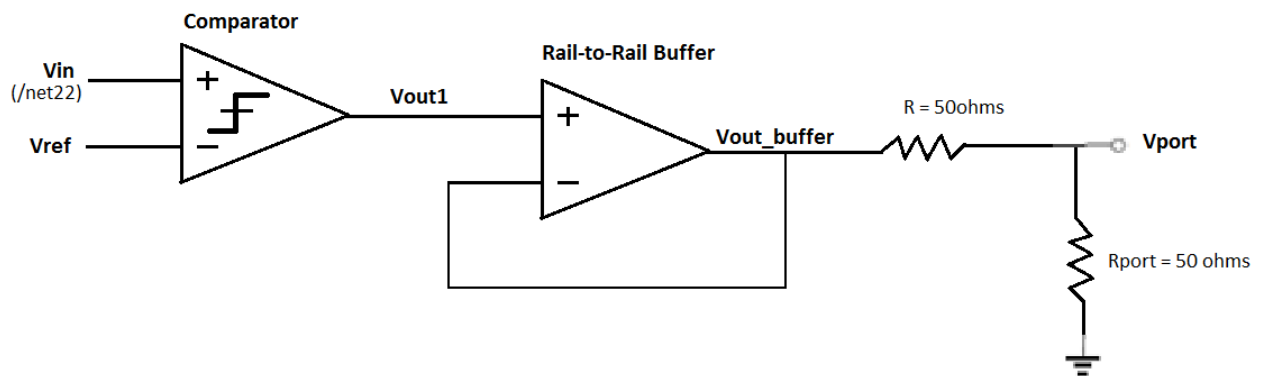 Comparator
Rail-to-Rail Buffer
Vin
(/net22)
Vref
+
−
Vout1
+
−
Vout_buffer
R = 50ohms
Vport
Rport = 50 ohms